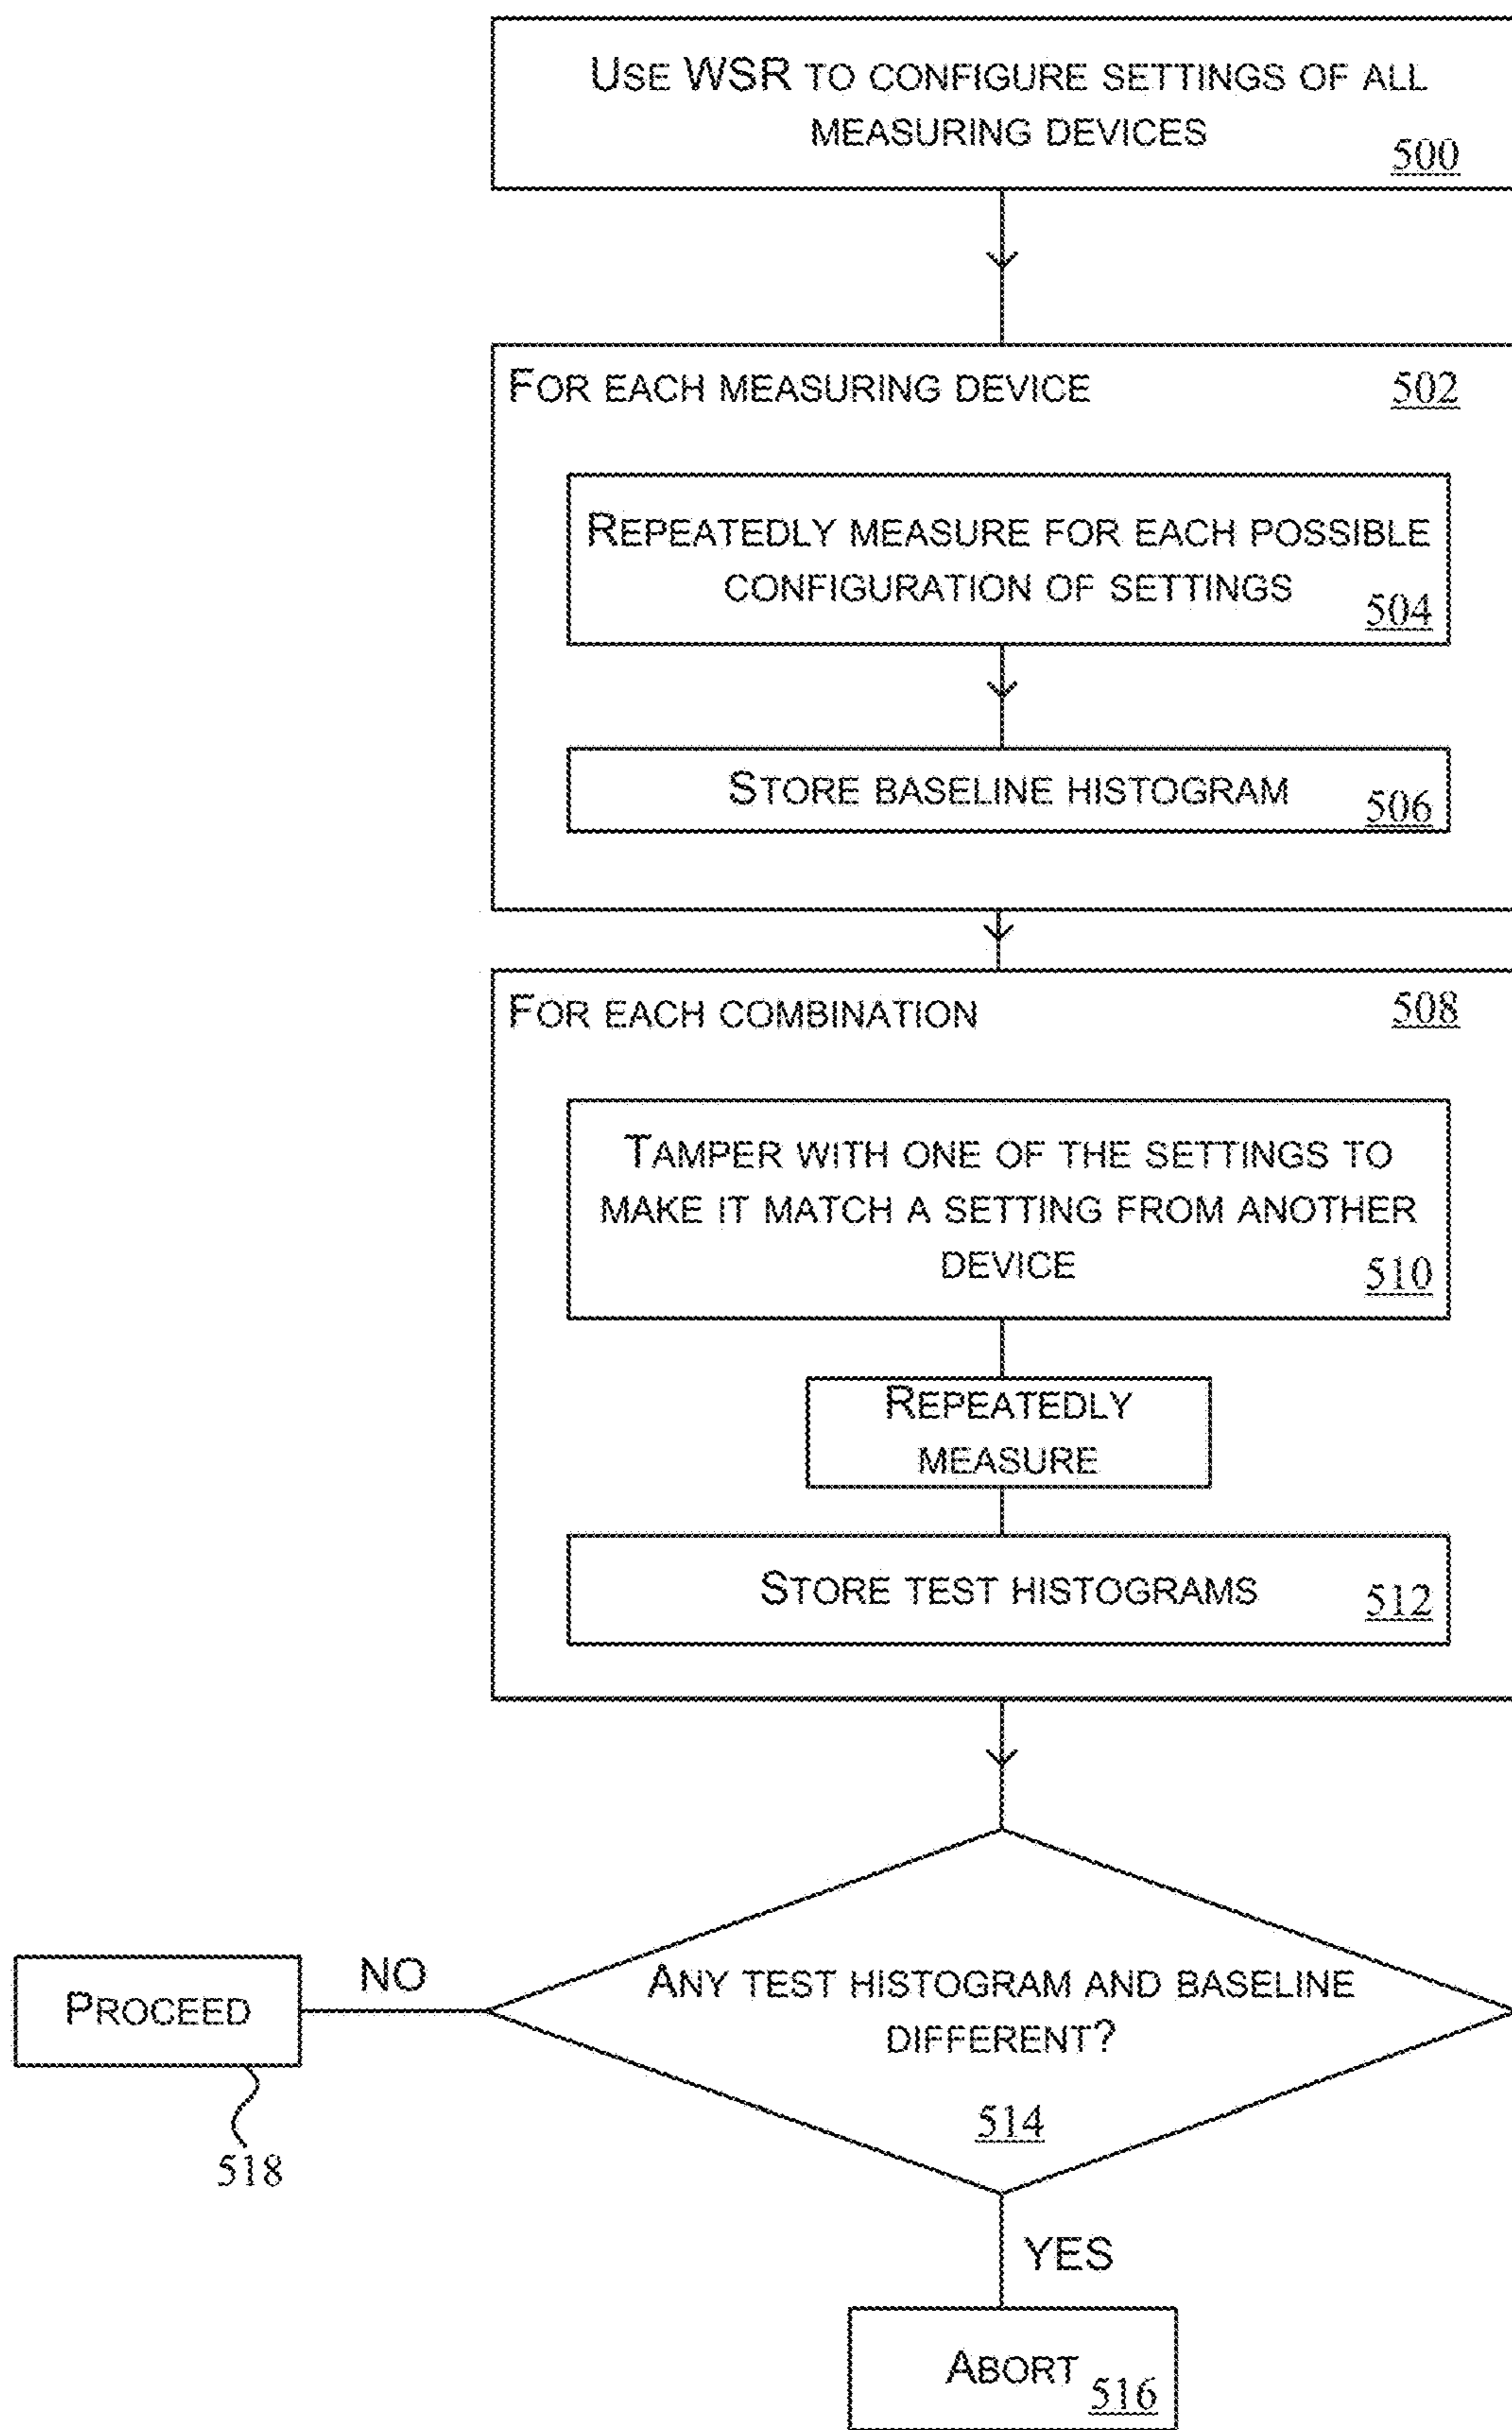 USE WSR TO CONFIGURE SETTINGS OF ALL
MEASURING DEVICES
500
FOR EACH MEASURING DEVICE
502
REPEATEDLY MEASURE FOR EACH POSSIBLE
CONFIGURATION OF SETTINGS
504
STORE BASELINE HISTOGRAM
506
FOR EACH COMBINATION
508
TAMPER WITH ONE OF THE SETTINGS TO
MAKE IT MATCH A SETTING FROM ANOTHER
DEVICE
510
REPEATEDLY
MEASURE
STORE TEST HISTOGRAMS
512
ANY TEST HISTOGRAM AND BASELINE
DIFFERENT?
514
NO
PROCEED
518
YES
ABORT
516